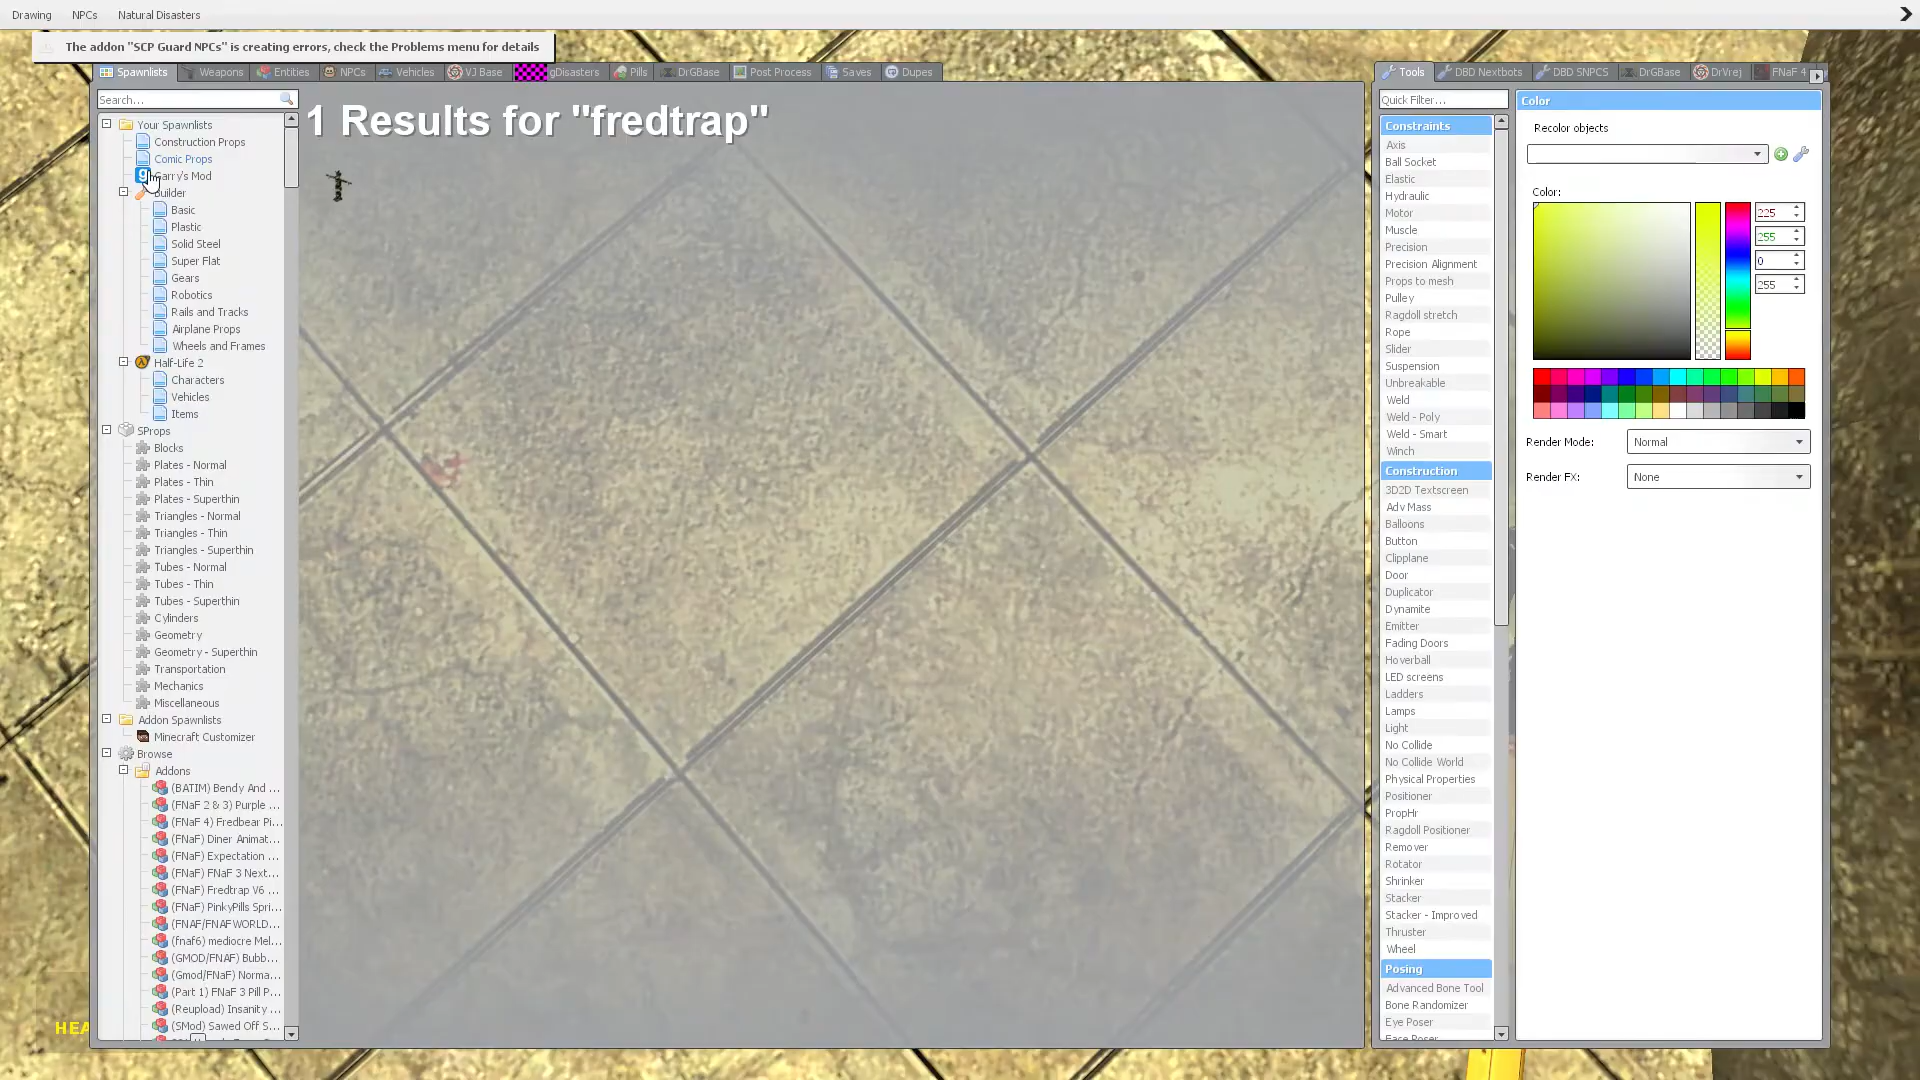 Drawing NPCs Natural Disasters
The addon "SCP Guard NPCs" is creating errors, check the Problems menu for details
Spawnlists Weapons Entities NPCs Vehicles VJ Base gDisasters Pills DrGBase Post Process Saves Dupes
Search...
1 Results for "fredtrap"
Your Spawnlists
Construction Props
Comic Props
Garry's Mod
Builder
Basic
Plastic
Solid Steel
Super Flat
Gears
Robotics
Rails and Tracks
Airplane Props
Wheels and Frames
Half-Life 2
Characters
Vehicles
Items
SProps
Blocks
Plates - Normal
Plates - Thin
Plates - Superthin
Triangles - Normal
Triangles - Thin
Triangles - Superthin
Tubes - Normal
Tubes - Thin
Tubes - Superthin
Cylinders
Geometry
Geometry - Superthin
Transportation
Mechanics
Miscellaneous
Addon Spawnlists
Minecraft Customizer
Browse
Addons
(BATIM) Bendy And ...
(FNaF 2 & 3) Purple ...
(FNaF 4) Fredbear Pi...
(FNaF) Diner Animat...
(FNaF) Expectation ...
(FNaF) FNaF 3 Next...
(FNaF) Fredtrap V6 ...
(FNaF) PinkyPills Spri...
(FNAF/FNAFWORLD...
(fnaf6) mediocre Mel...
(GMOD/FNAF) Bubb...
(Gmod/FNaF) Norma...
(Part 1) FNaF 3 Pill P...
(Reupload) Insanity ...
(SMod) Sawed Off S...
HEA
Tools DBD Nextbots DBD SNPCS DrGBase DrVrej FNaF 4
Quick Filter...
Constraints
Axis
Ball Socket
Elastic
Hydraulic
Motor
Muscle
Precision
Precision Alignment
Props to mesh
Pulley
Ragdoll stretch
Rope
Slider
Suspension
Unbreakable
Weld
Weld - Poly
Weld - Smart
Winch
Construction
3D2D Textscreen
Adv Mass
Balloons
Button
Clipplane
Door
Duplicator
Dynamite
Emitter
Fading Doors
Hoverball
LED screens
Ladders
Lamps
Light
No Collide
No Collide World
Physical Properties
Positioner
PropHr
Ragdoll Positioner
Remover
Rotator
Shrinker
Stacker
Stacker - Improved
Thruster
Wheel
Posing
Advanced Bone Tool
Bone Randomizer
Eye Poser
Face Poser
Color
Recolor objects
Color:
225
255
0
255
Render Mode: Normal
Render FX: None